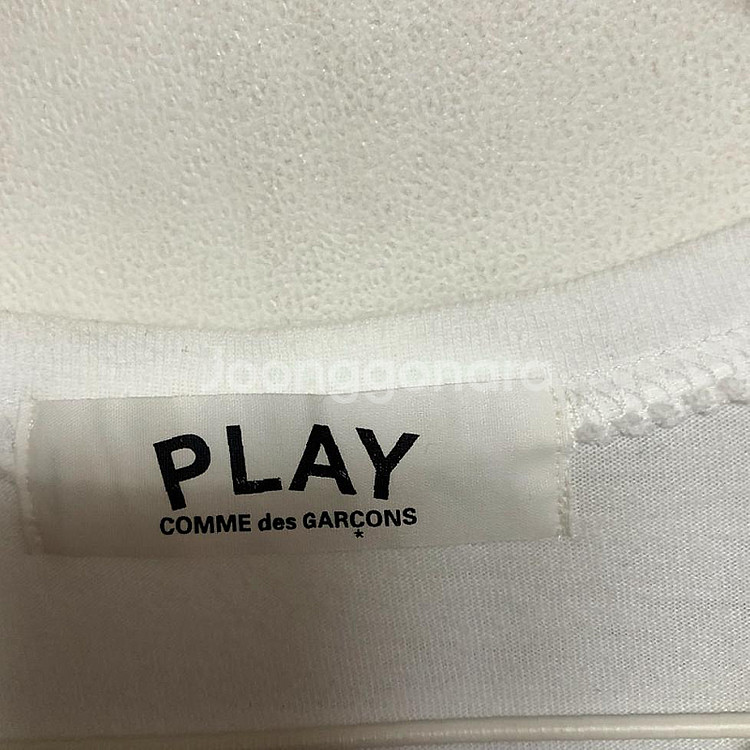 Joonggonara
PLAY
COMME des GARÇONS
*